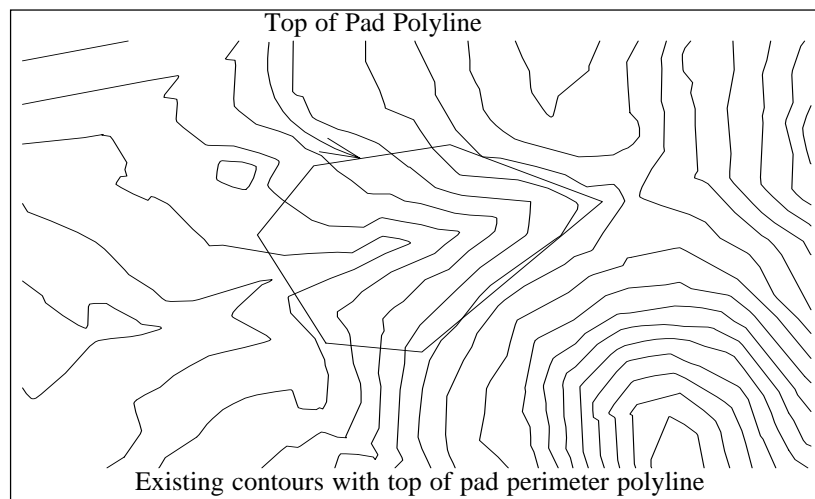 Top of Pad Polyline
Existing contours with top of pad perimeter polyline